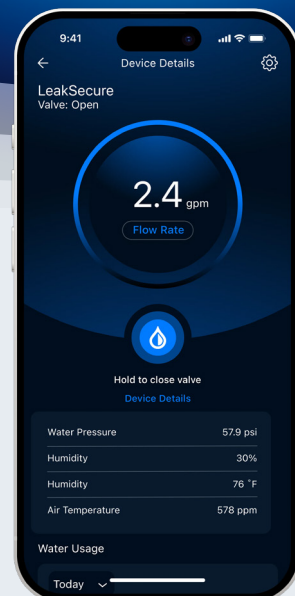 9:41
Device Details
LeakSecure
Valve: Open
2.4 gpm
Flow Rate
Hold to close valve
Device Details
Water Pressure 57.9 psi
Humidity 30%
Humidity 76 °F
Air Temperature 578 ppm
Water Usage
Today